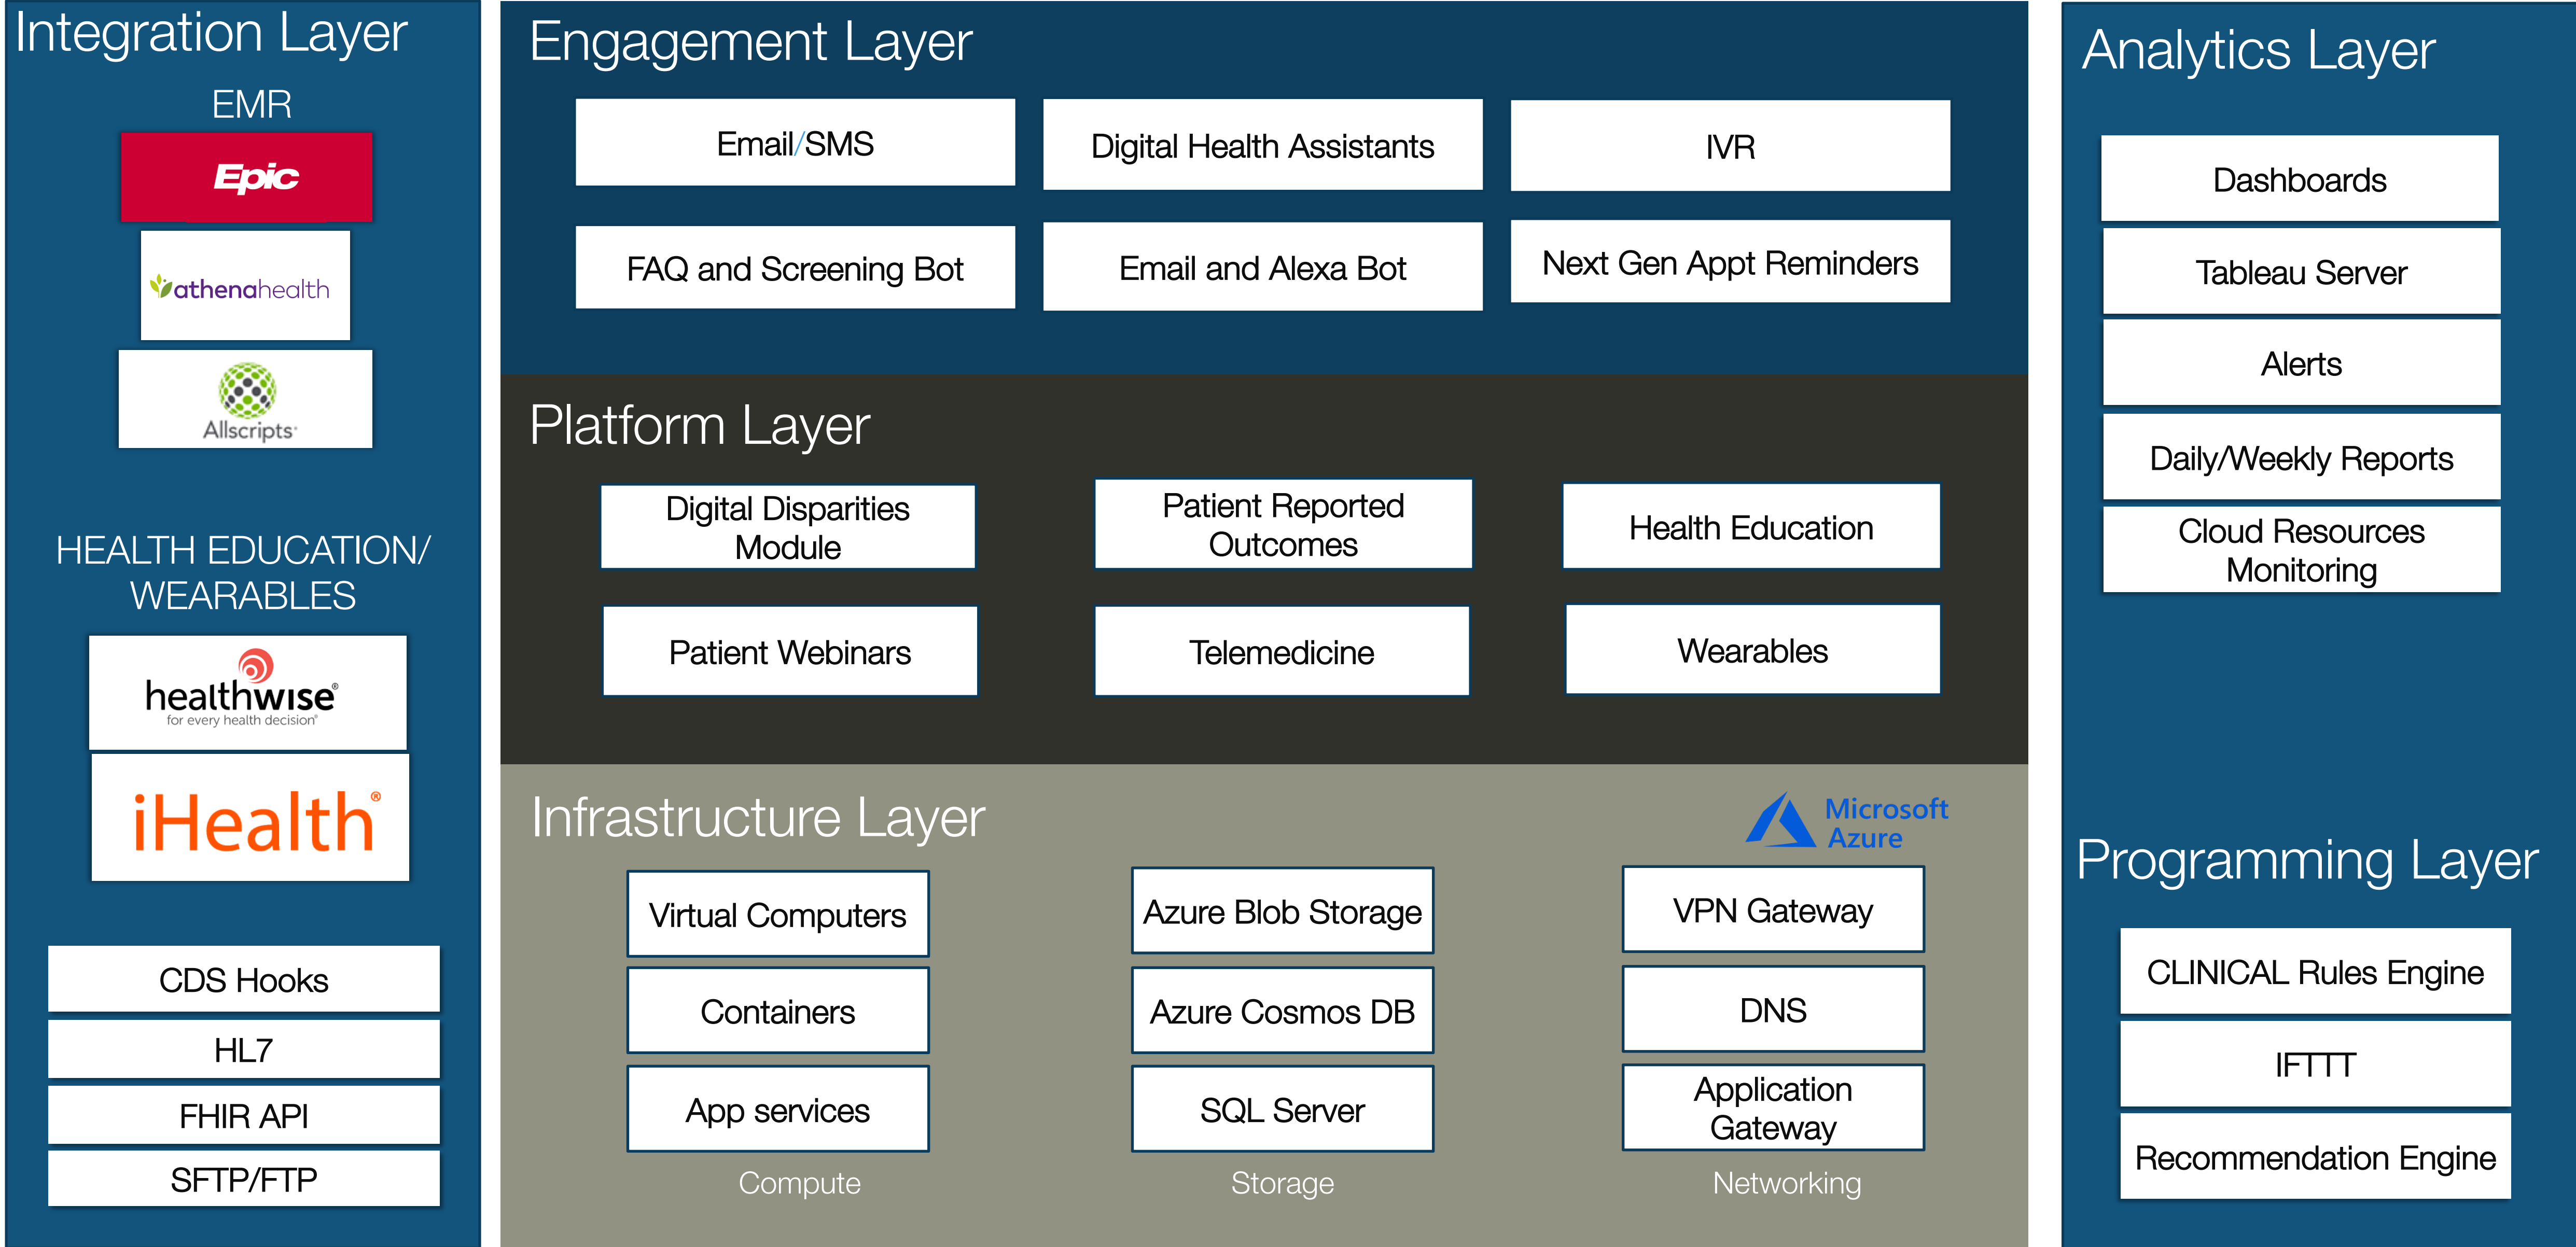 Integration Layer
EMR
Epic
athenahealth
Allscripts
HEALTH EDUCATION/
WEARABLES
healthwise®
for every health decision®
iHealth®
CDS Hooks
HL7
FHIR API
SFTP/FTP
Engagement Layer
Email/SMS
Digital Health Assistants
IVR
FAQ and Screening Bot
Email and Alexa Bot
Next Gen Appt Reminders
Platform Layer
Digital Disparities
Module
Patient Reported
Outcomes
Health Education
Patient Webinars
Telemedicine
Wearables
Infrastructure Layer
Microsoft
Azure
Virtual Computers
Containers
App services
Compute
Azure Blob Storage
Azure Cosmos DB
SQL Server
Storage
VPN Gateway
DNS
Application
Gateway
Networking
Analytics Layer
Dashboards
Tableau Server
Alerts
Daily/Weekly Reports
Cloud Resources
Monitoring
Programming Layer
CLINICAL Rules Engine
IFTTT
Recommendation Engine